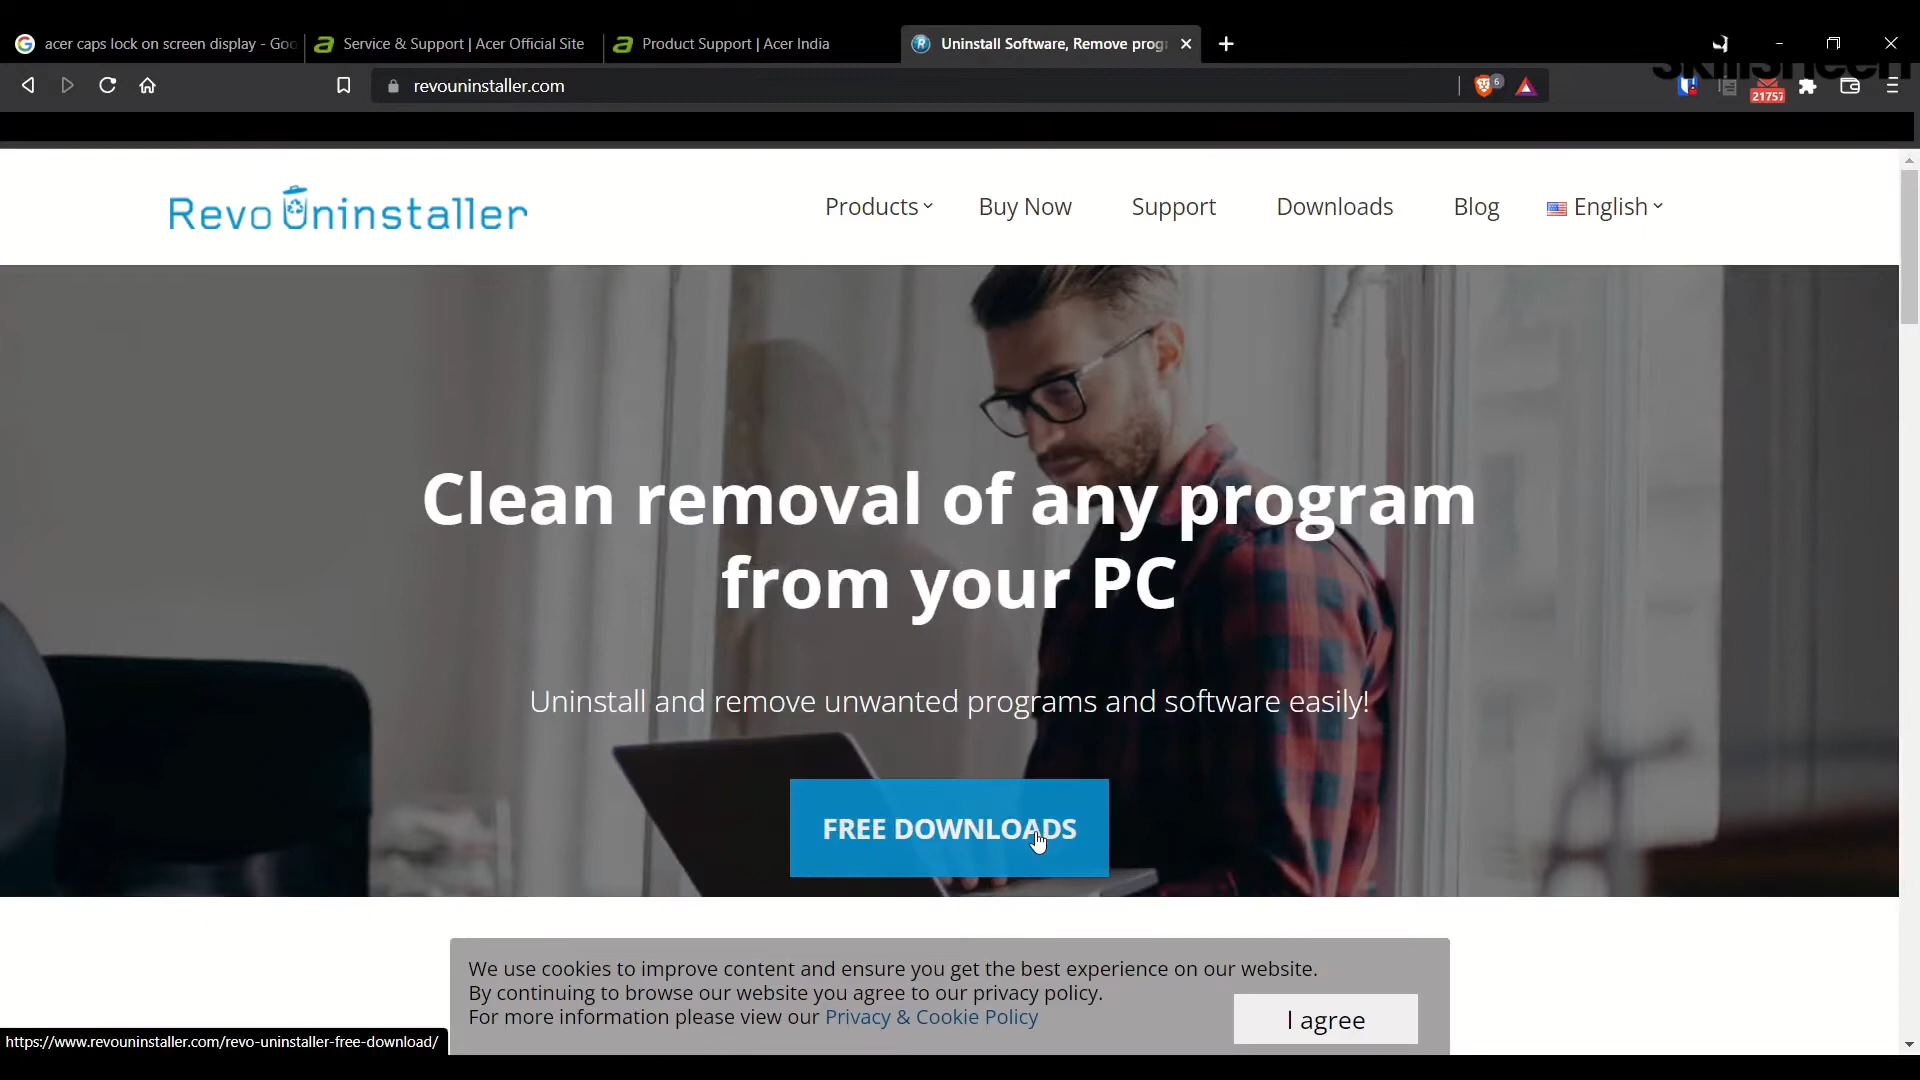 acer caps lock on screen display - Goo
Service & Support | Acer Official Site
Product Support | Acer India
Uninstall Software, Remove progr
revouninstaller.com
6
21757
Revo Uninstaller
Products
Buy Now
Support
Downloads
Blog
English
Clean removal of any program
from your PC
Uninstall and remove unwanted programs and software easily!
FREE DOWNLOADS
We use cookies to improve content and ensure you get the best experience on our website.
By continuing to browse our website you agree to our privacy policy.
For more information please view our Privacy & Cookie Policy
I agree
https://www.revouninstaller.com/revo-uninstaller-free-download/